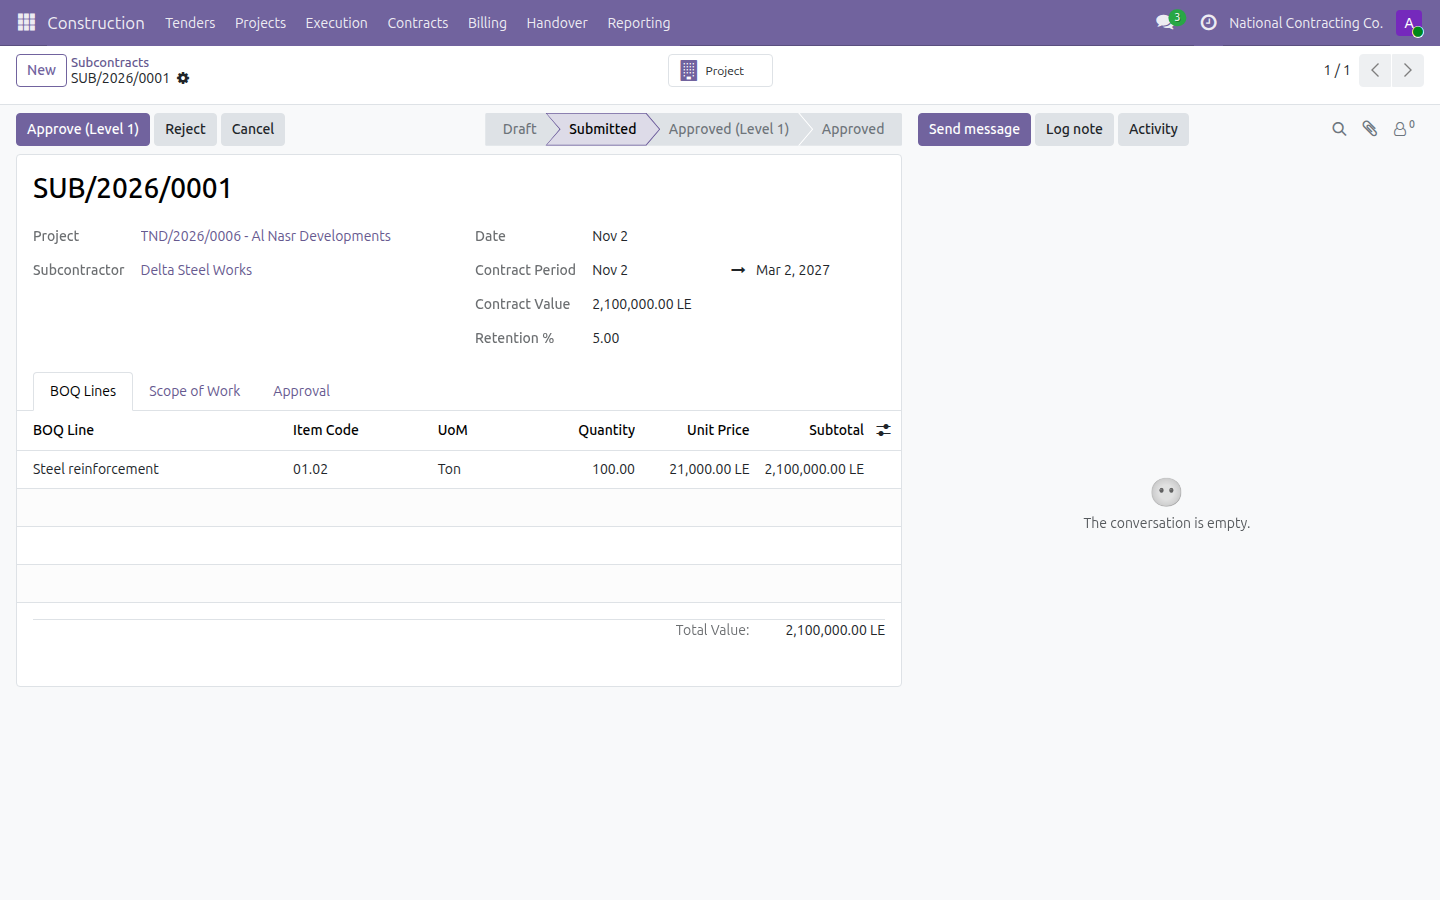 Construction Tenders Projects Execution Contracts Billing Handover Reporting 3 National Contracting Co. A
New Subcontracts
SUB/2026/0001
Project
1 / 1
Approve (Level 1) Reject Cancel
Draft Submitted Approved (Level 1) Approved
Send message Log note Activity 0
SUB/2026/0001
Project TND/2026/0006 - Al Nasr Developments
Subcontractor Delta Steel Works
Date Nov 2
Contract Period Nov 2 → Mar 2, 2027
Contract Value 2,100,000.00 LE
Retention % 5.00
BOQ Lines Scope of Work Approval
BOQ Line Item Code UoM Quantity Unit Price Subtotal
Steel reinforcement 01.02 Ton 100.00 21,000.00 LE 2,100,000.00 LE
Total Value: 2,100,000.00 LE
The conversation is empty.